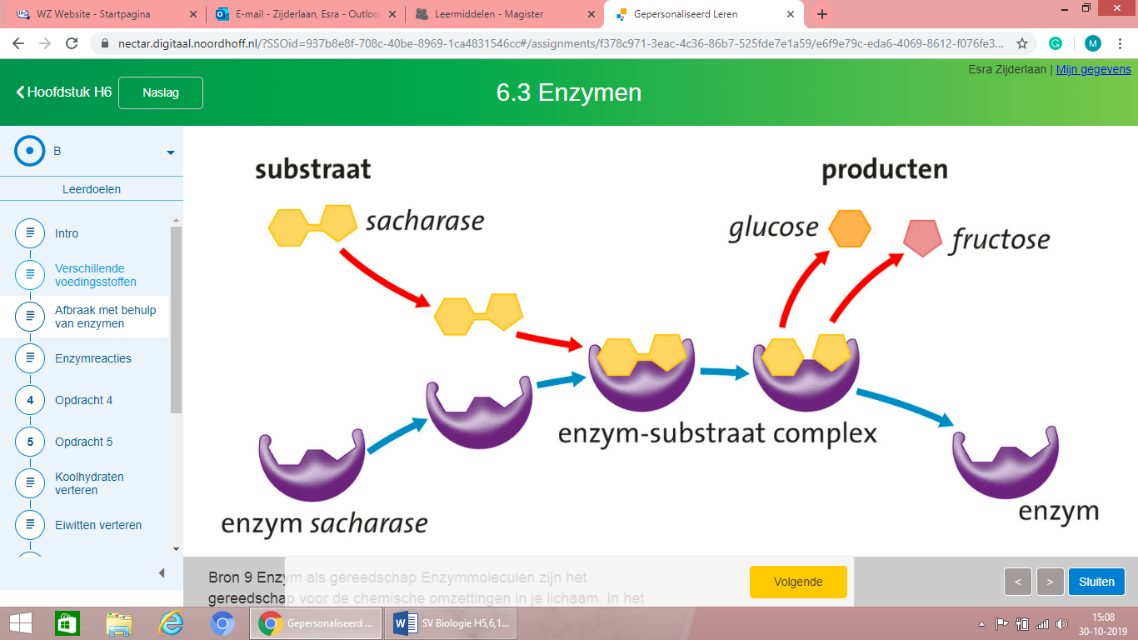 WZ Website - Startpagina
E-mail - Zijderlaan, Esra - Outloo
Leermiddelen - Magister
Gepersonaliseerd Leren
nectar.digitaal.noordhoff.nl/?SSOid=937b8e8f-708c-40be-8969-1ca4831546cc#/assignments/f378c971-3eac-4c36-86b7-525fde7e1a59/e6f9e79c-eda6-4069-8612-f076fe3...
M
Esra Zijderlaan | Mijn gegevens
Hoofdstuk H6
Naslag
6.3 Enzymen
B
Leerdoelen
Intro
Verschillende
voedingsstoffen
Afbraak met behulp
van enzymen
Enzymreacties
4 Opdracht 4
5 Opdracht 5
Koolhydraten
verteren
Eiwitten verteren
substraat
sacharase
producten
glucose
fructose
enzym-substraat complex
enzym sacharase
enzym
Bron 9 Enzym als gereedschap Enzymmoleculen zijn het
gereedschap voor de chemische omzettingen in je lichaam. In het
Volgende
<
>
Sluiten
Gepersonaliseerd ...
SV Biologie H5,6,1...
15:08
30-10-2019